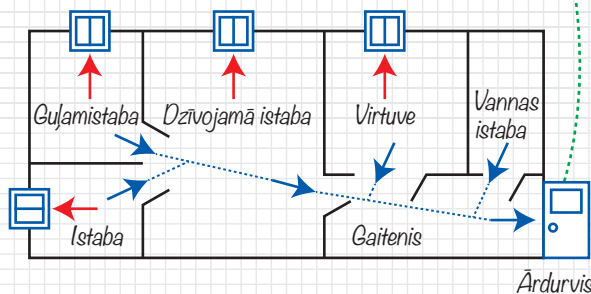 Guļamistaba
Dzīvojamā istaba
Virtuve
Vannas
istaba
Istaba
Gaitenis
Ārdurvis